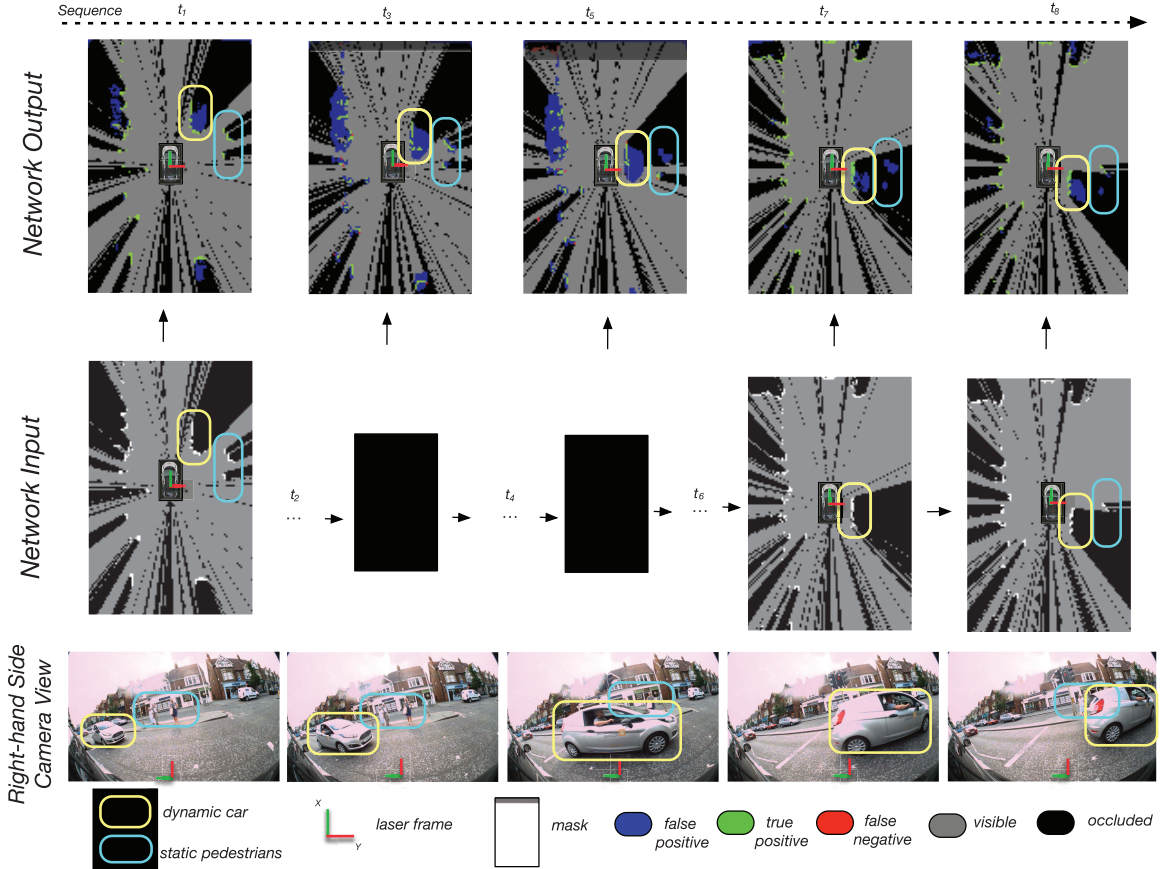 Sequence t1 t3 t5 t7 t8
Network Output
Network Input
t2
...
t4
...
t6
...
Right-hand Side
Camera View
dynamic car
static pedestrians
X
Y
laser frame
mask
false
positive
true
positive
false
negative
visible
occluded